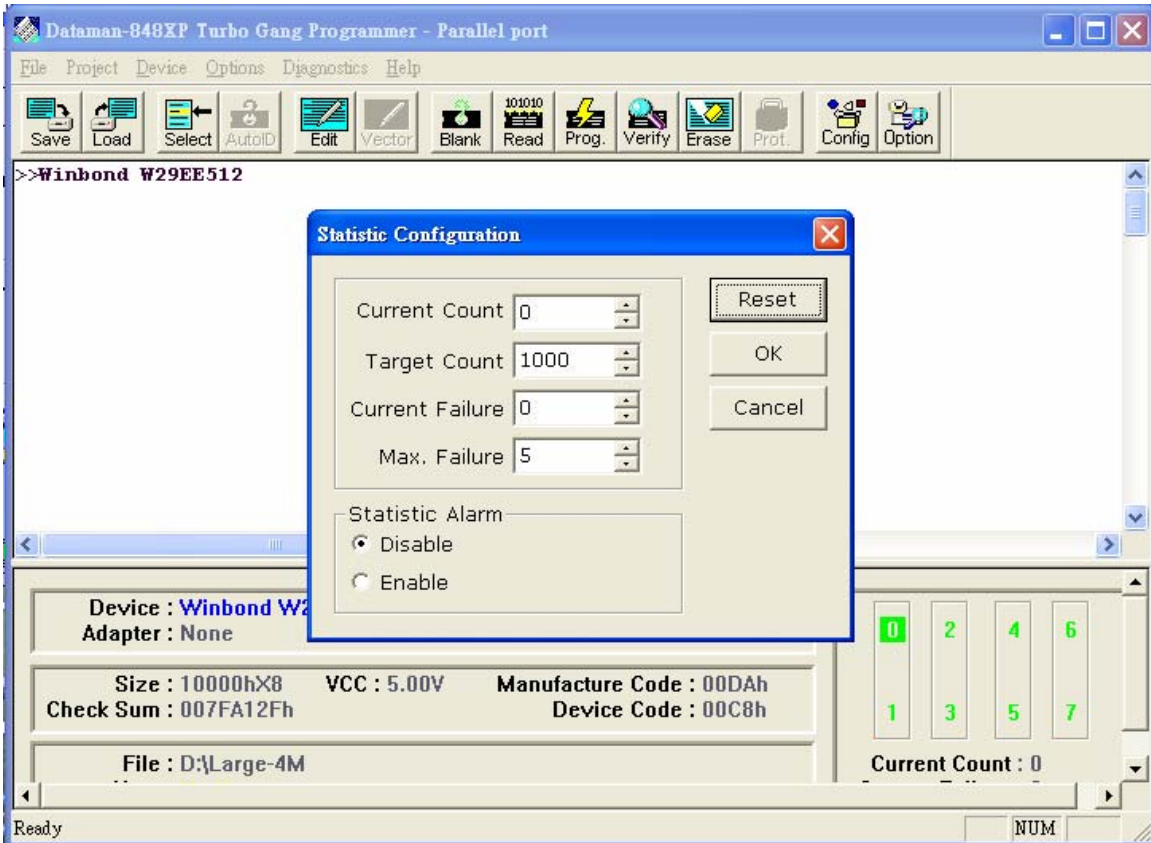 Dataman-848XP Turbo Gang Programmer - Parallel port
File Project Device Options Diagnostics Help
101010
Save Load Select AutoID Edit Vector Blank Read Prog. Verify Erase Prot. Config Option
>>Winbond W29EE512
Statistic Configuration
Current Count 0
Reset
Target Count 1000
OK
Current Failure 0
Cancel
Max. Failure 5
Statistic Alarm
Disable
Enable
Device : Winbond W2
Adapter : None
Size : 10000hX8 VCC : 5.00V Manufacture Code : 00DAh
Check Sum : 007FA12Fh Device Code : 00C8h
File : D:\Large-4M
0 2 4 6
1 3 5 7
Current Count : 0
Ready
NUM